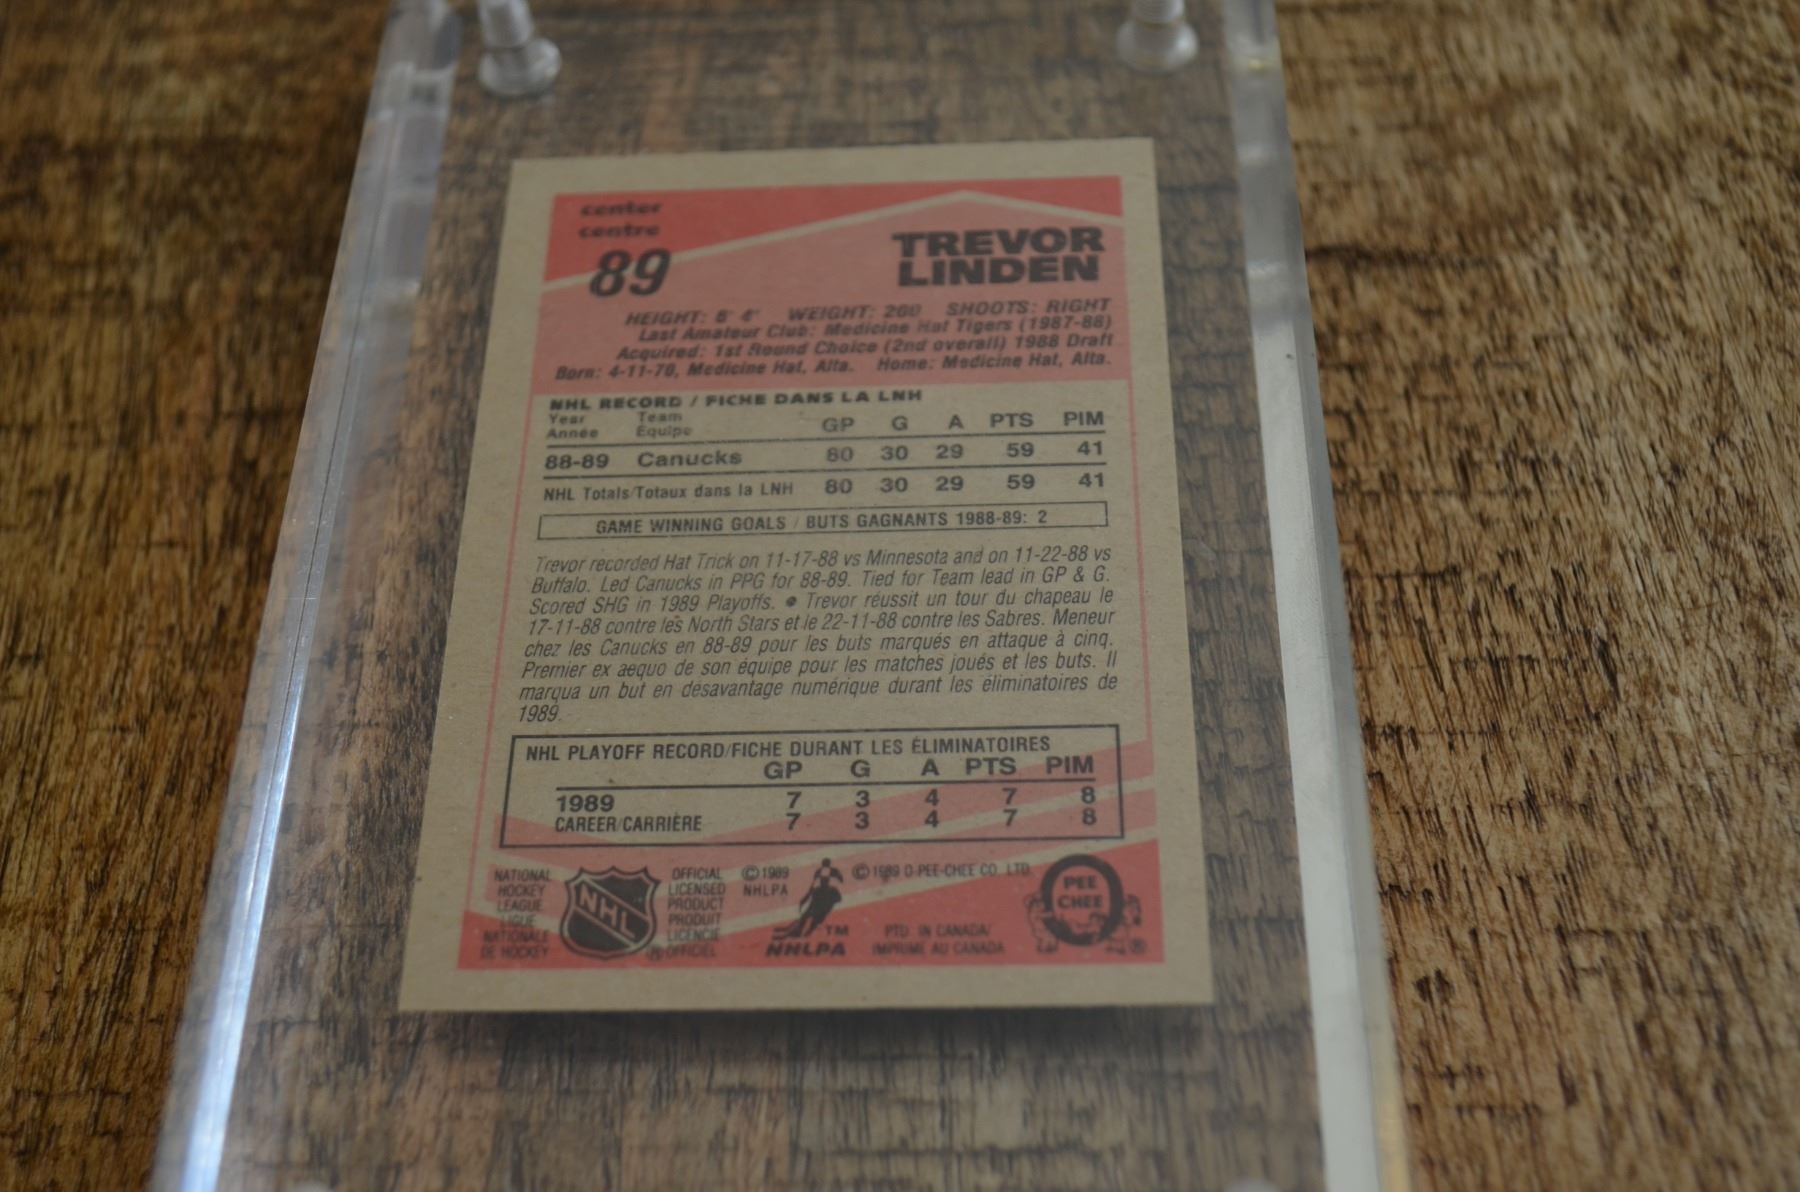 center
centre
89
TREVOR
LINDEN
HEIGHT: 6' 4" WEIGHT: 200 SHOOTS: RIGHT
Last Amateur Club: Medicine Hat Tigers (1987-88)
Acquired: 1st Round Choice (2nd overall) 1988 Draft
Born: 4-11-70, Medicine Hat, Alta. Home: Medicine Hat, Alta.
NHL RECORD / FICHE DANS LA LNH
Year Team
Année Équipe GP G A PTS PIM
88-89 Canucks 80 30 29 59 41
NHL Totals/Totaux dans la LNH 80 30 29 59 41
GAME WINNING GOALS / BUTS GAGNANTS 1988-89: 2
Trevor recorded Hat Trick on 11-17-88 vs Minnesota and on 11-22-88 vs
Buffalo. Led Canucks in PPG for 88-89. Tied for Team lead in GP & G.
Scored SHG in 1989 Playoffs. ● Trevor réussit un tour du chapeau le
17-11-88 contre les North Stars et le 22-11-88 contre les Sabres. Meneur
chez les Canucks en 88-89 pour les buts marqués en attaque à cinq.
Premier ex aequo de son équipe pour les matches joués et les buts. Il
marqua un but en désavantage numérique durant les éliminatoires de
1989.
NHL PLAYOFF RECORD/FICHE DURANT LES ÉLIMINATOIRES
GP G A PTS PIM
1989 7 3 4 7 8
CAREER/CARRIÈRE 7 3 4 7 8
NATIONAL
HOCKEY
LEAGUE
LIGUE
NATIONALE
DE HOCKEY
NHL
OFFICIAL
LICENSED
PRODUCT
PRODUIT
LICENCIÉ
® OFFICIEL
© 1989
NHLPA
TM
NHLPA
© 1989 O PEE-CHEE CO. LTD.
PTD. IN CANADA/
IMPRIMÉ AU CANADA
PEE
CHEE
®